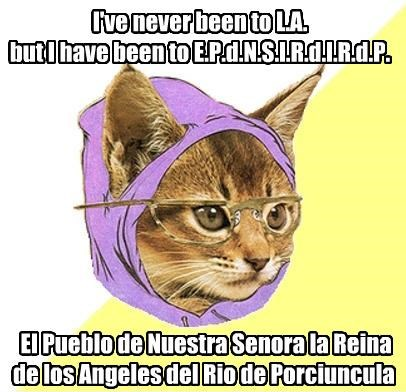 I've never been to L.A.
but I have been to E.P.d.N.S.I.R.d.I.R.d.P.
El Pueblo de Nuestra Senora la Reina
de los Angeles del Rio de Porciuncula